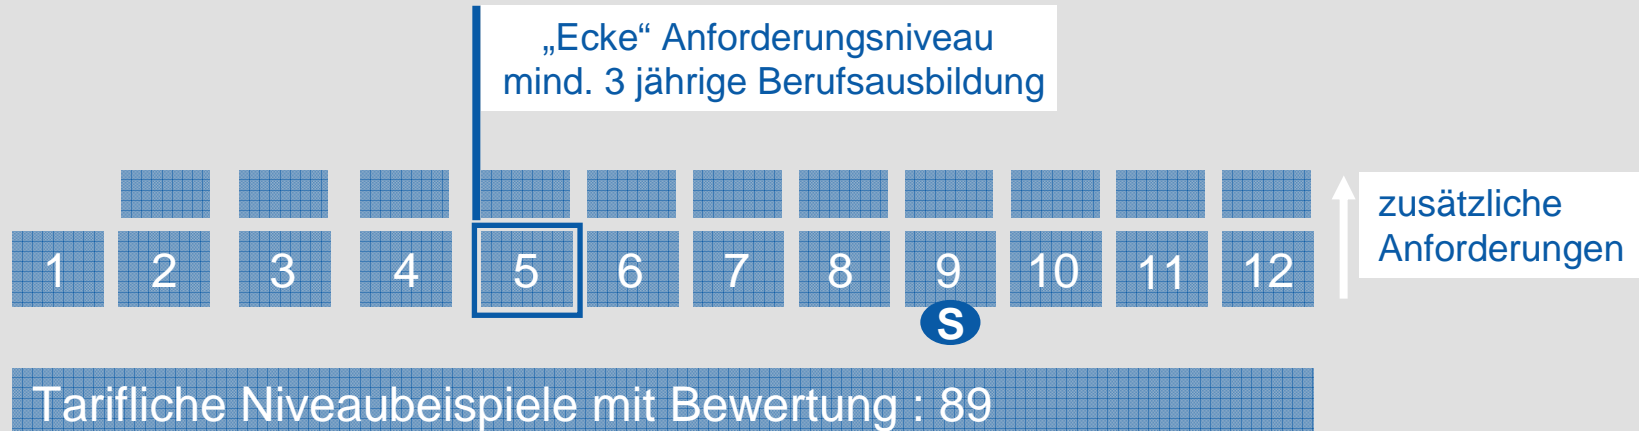 „Ecke“ Anforderungsniveau
mind. 3 jährige Berufsausbildung
zusätzliche
Anforderungen
1 2 3 4 5 6 7 8 9 10 11 12
S
Tarifliche Niveaubeispiele mit Bewertung : 89